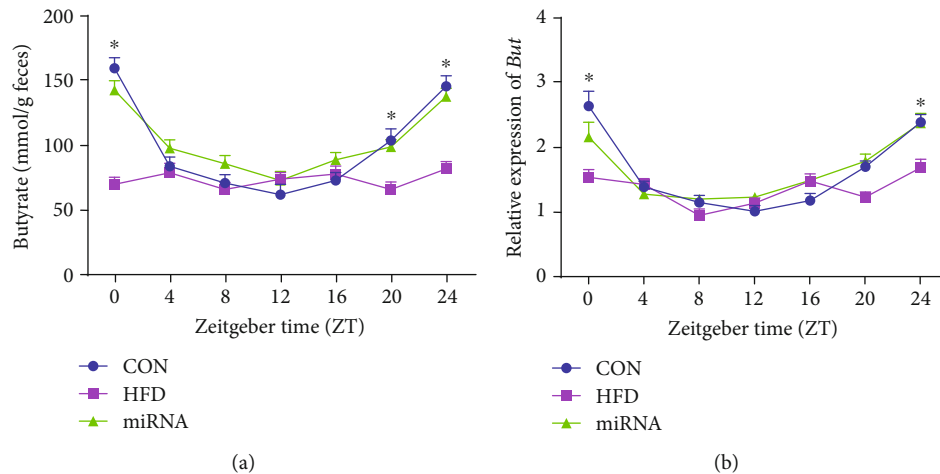 Butyrate (mmol/g feces)
200
150
100
50
0
*
*
*
0 4 8 12 16 20 24
Zeitgeber time (ZT)
CON
HFD
miRNA
(a)
Relative expression of But
4
3
2
1
0
*
*
0 4 8 12 16 20 24
Zeitgeber time (ZT)
CON
HFD
miRNA
(b)